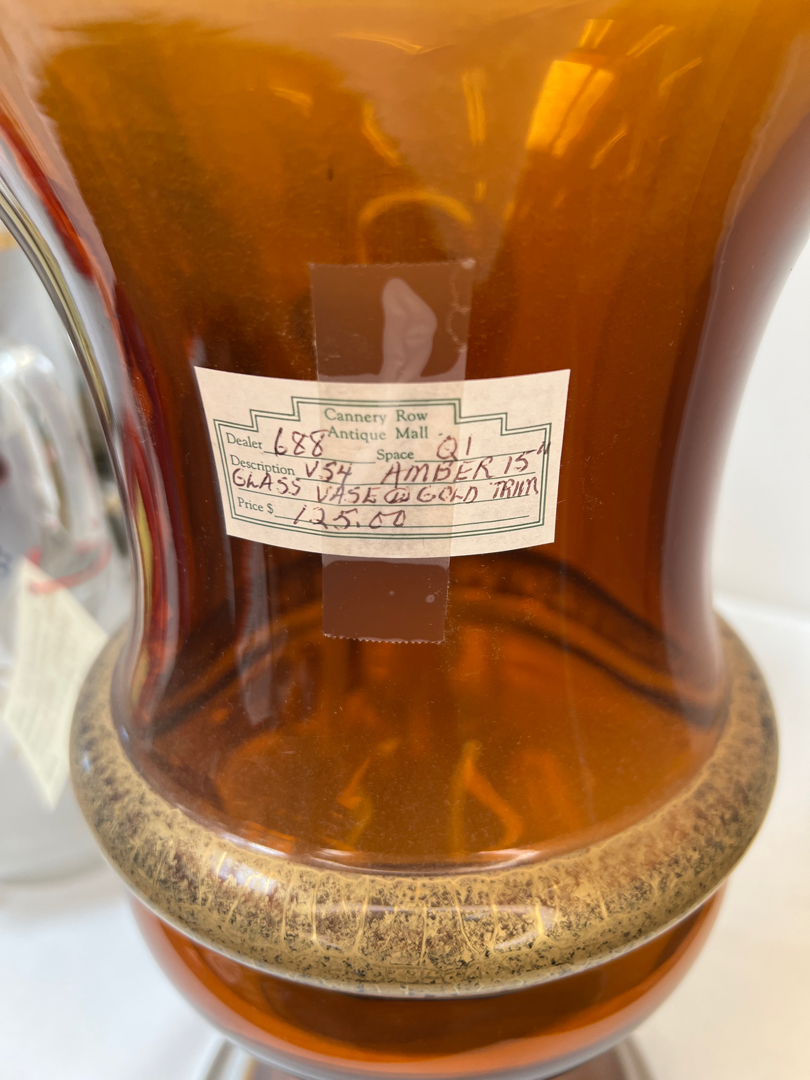 Cannery Row
Antique Mall
Dealer 688 Space Q1
Description V54 AMBER 15"
GLASS VASE W GOLD TRIM
Price $ 125.00